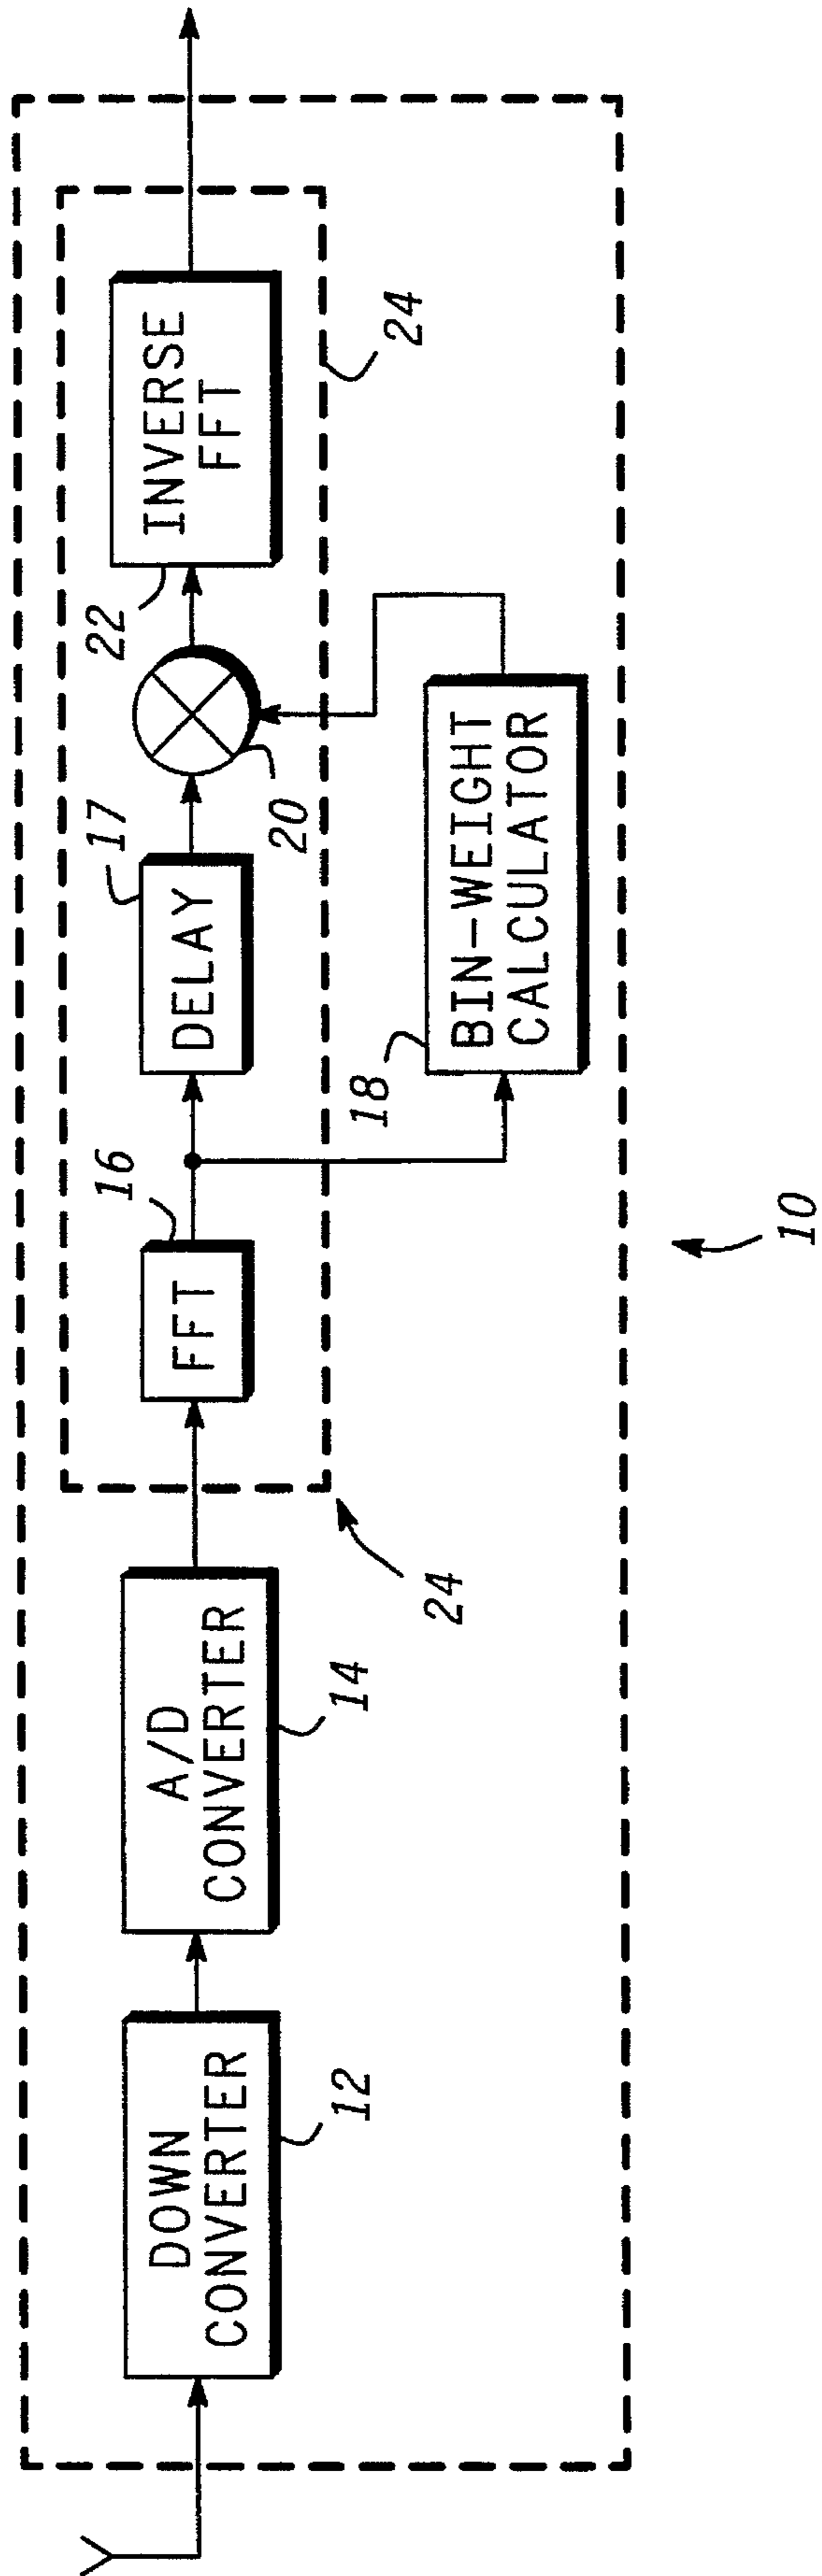 DOWN
CONVERTER
12
A/D
CONVERTER
14
24
FFT
16
DELAY
17
20
BIN-WEIGHT
CALCULATOR
18
INVERSE
FFT
22
24
10